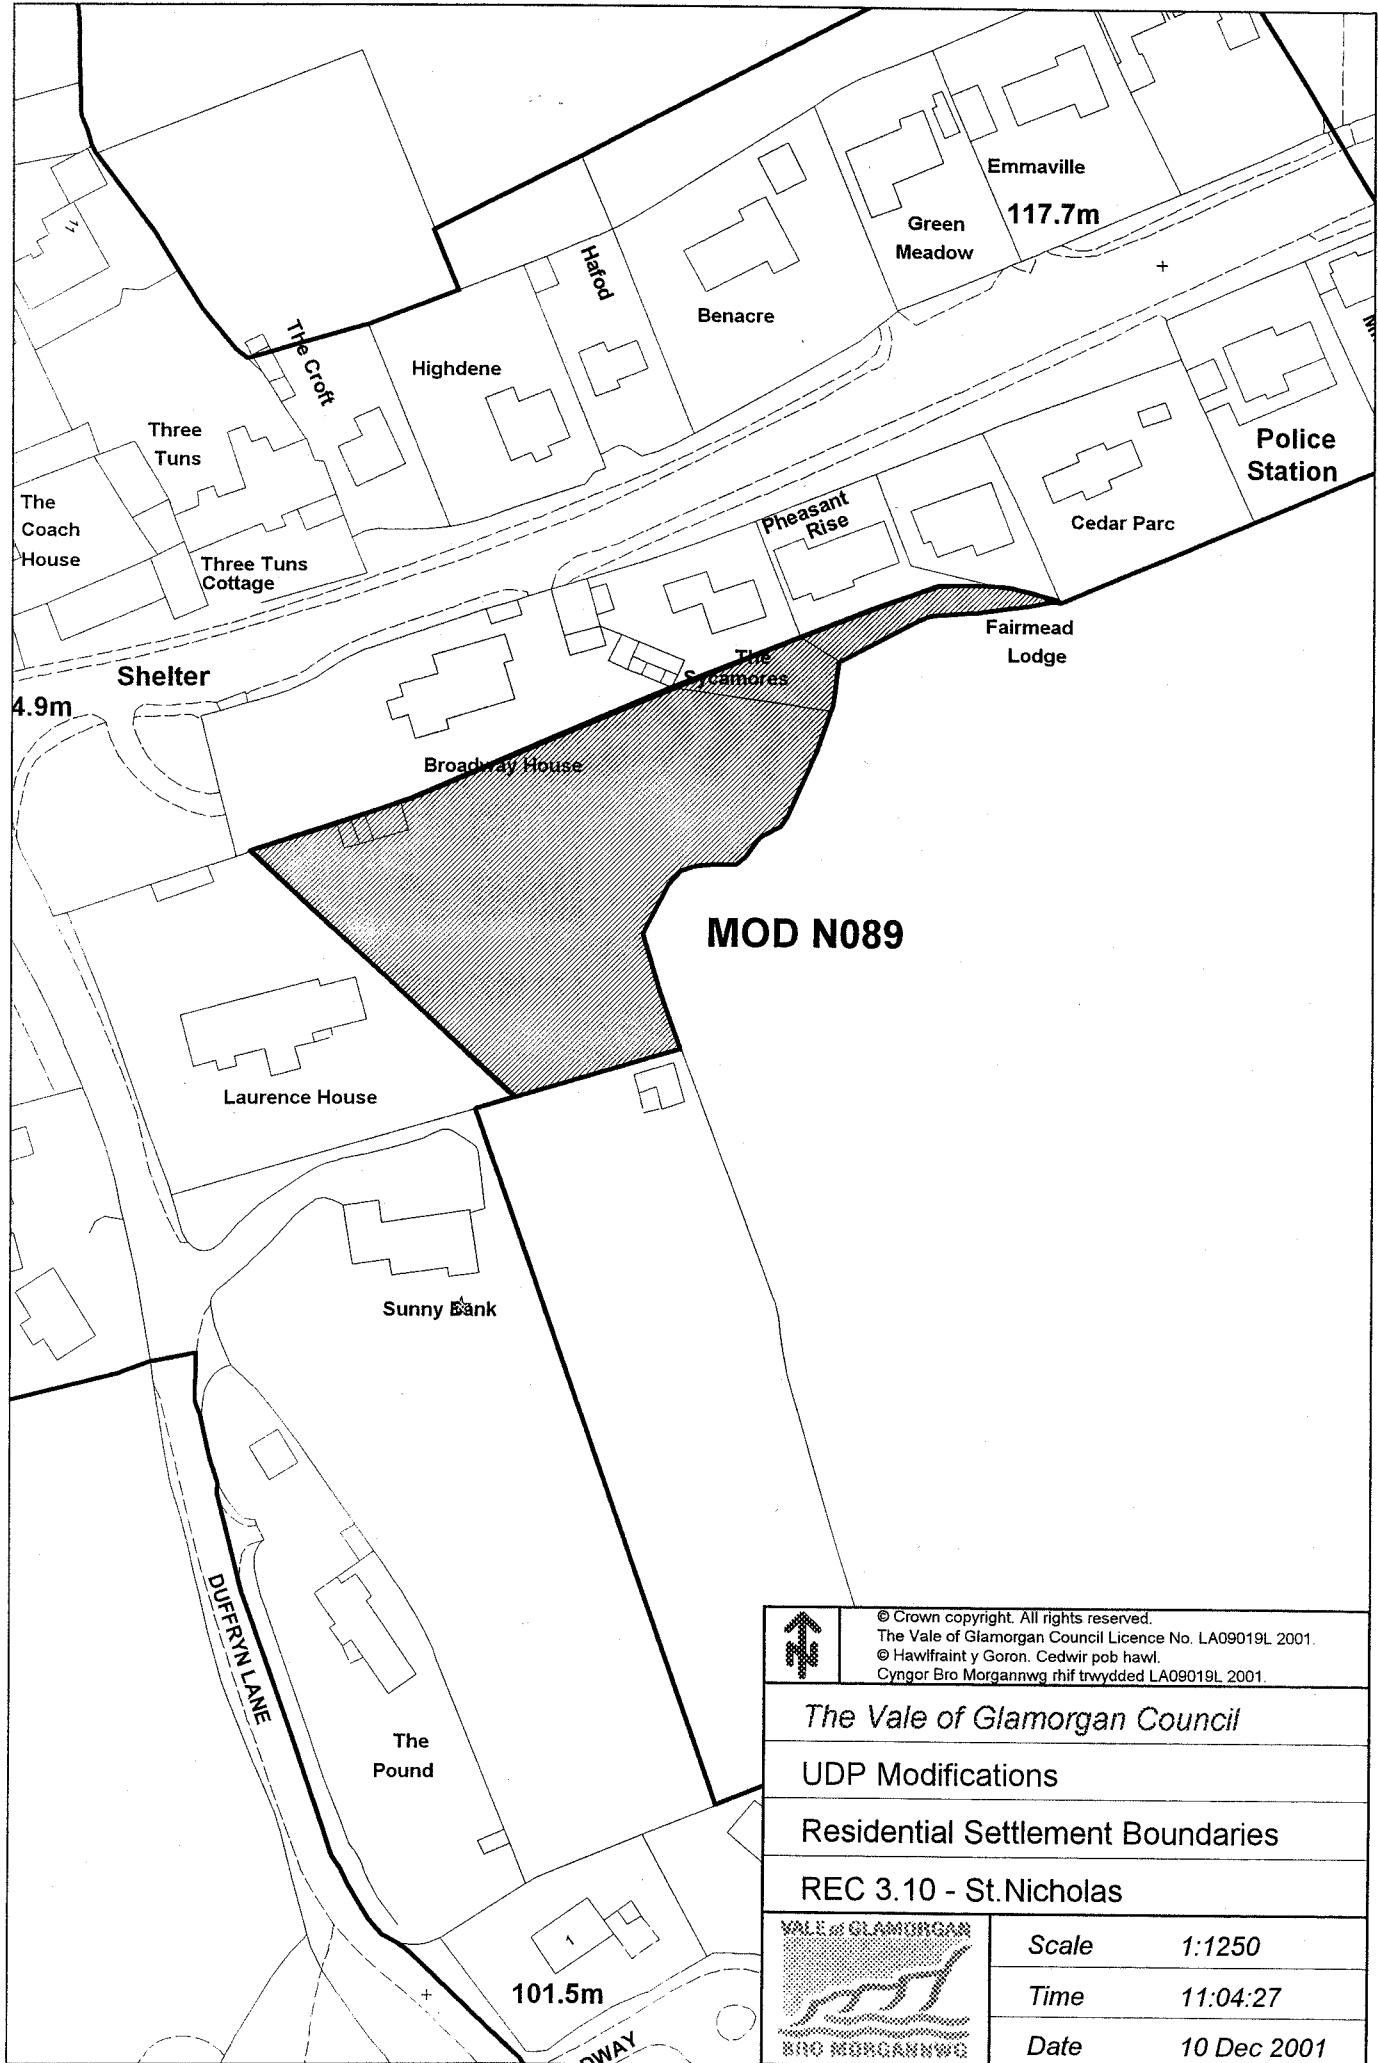 Emmaville
117.7m
Green
Meadow
Hafod
Benacre
The Croft
Highdene
Three
Tuns
Police
Station
The
Coach
House
Pheasant
Rise
Cedar Parc
Three Tuns
Cottage
Fairmead
Lodge
Shelter
The
Sycamores
4.9m
Broadway House
MOD N089
Laurence House
Sunny Bank
DUFFRYN LANE
The
Pound
1
101.5m
DWAY
N
© Crown copyright. All rights reserved.
The Vale of Glamorgan Council Licence No. LA09019L 2001.
© Hawlfraint y Goron. Cedwir pob hawl.
Cyngor Bro Morgannwg rhif trwydded LA09019L 2001.
The Vale of Glamorgan Council
UDP Modifications
Residential Settlement Boundaries
REC 3.10 - St.Nicholas
VALE of GLAMORGAN
BRO MORGANNWG
Scale 1:1250
Time 11:04:27
Date 10 Dec 2001